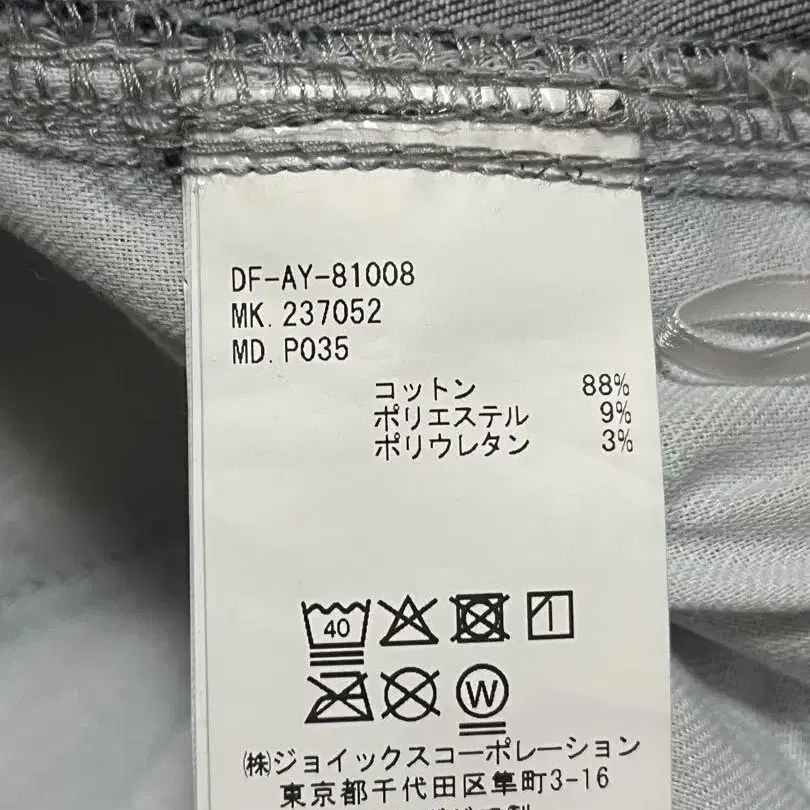 DF-AY-81008
MK. 237052
MD. P035
コットン 88%
ポリエステル 9%
ポリウレタン 3%
40
W
㈱ジョイックスコーポレーション
東京都千代田区隼町3-16